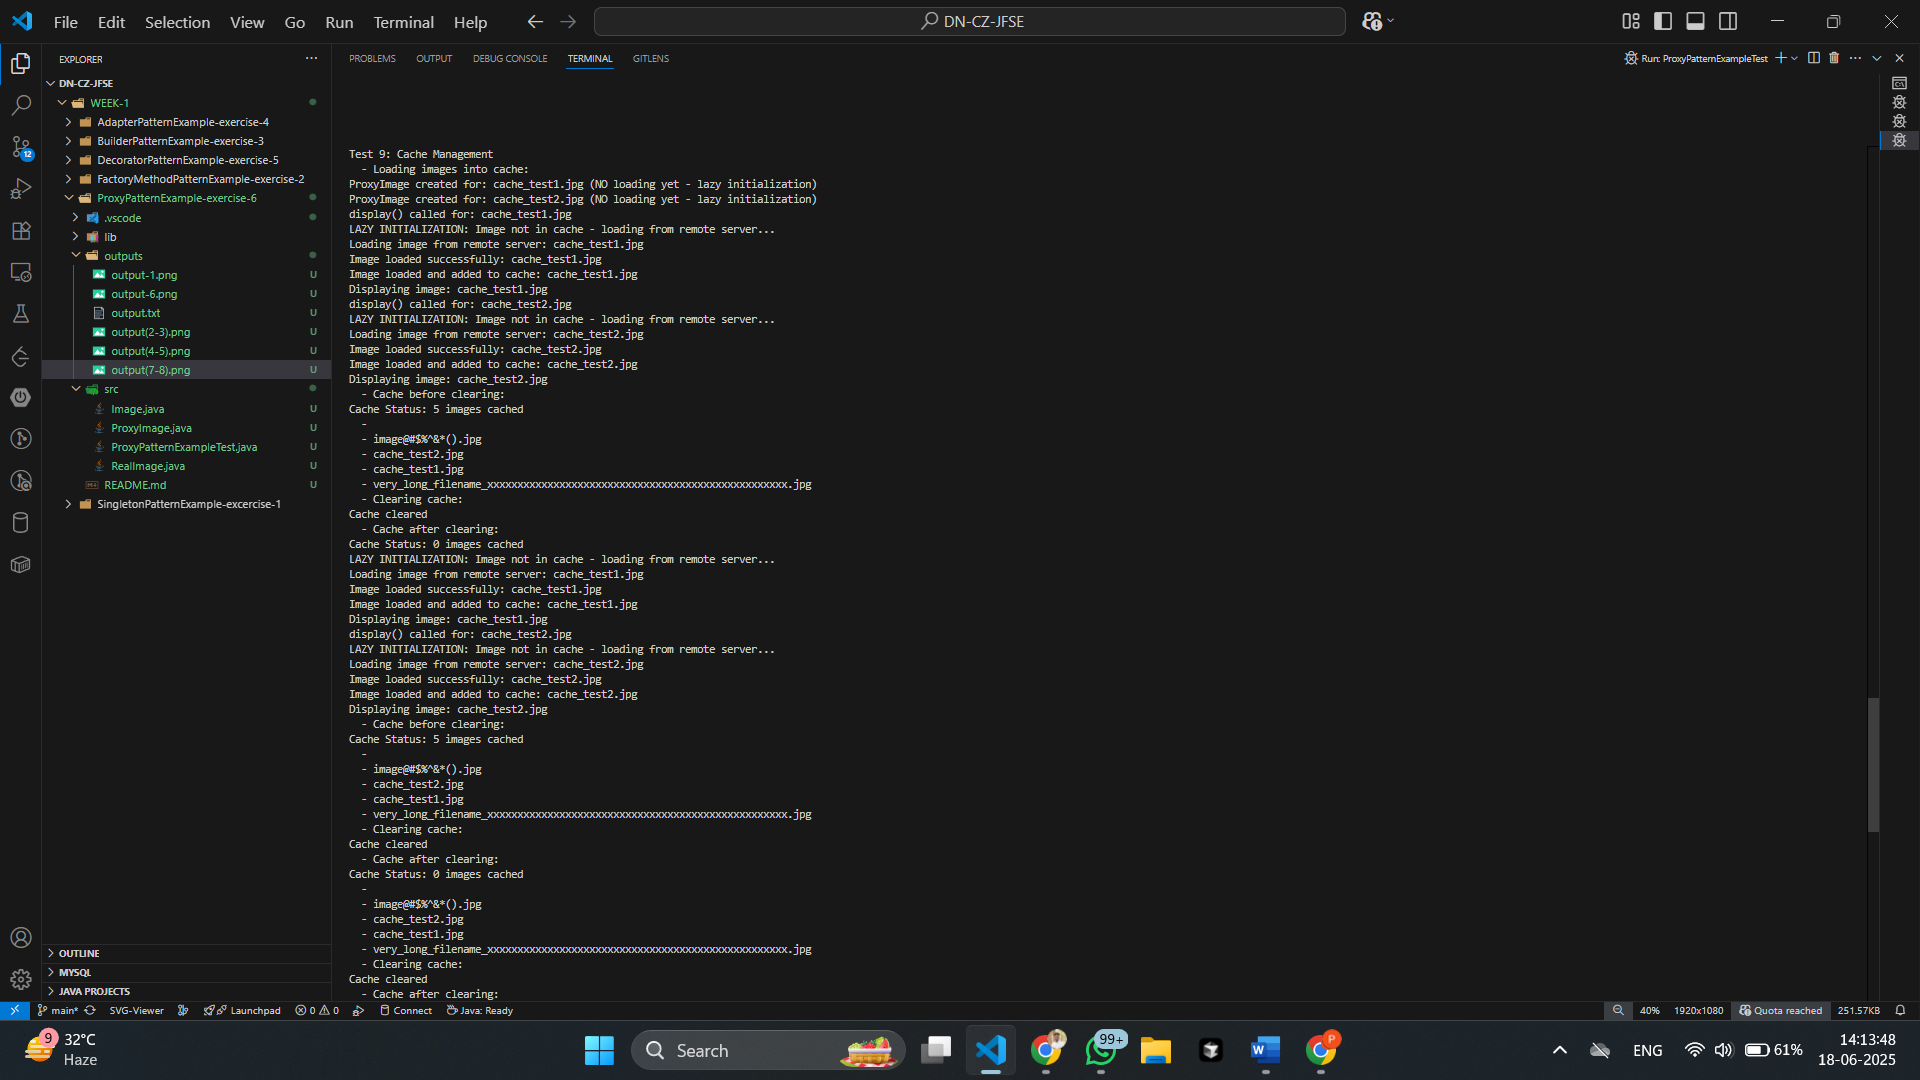 File Edit Selection View Go Run Terminal Help
DN-CZ-JFSE
EXPLORER
PROBLEMS OUTPUT DEBUG CONSOLE TERMINAL GITLENS
Run: ProxyPatternExampleTest
DN-CZ-JFSE
WEEK-1
AdapterPatternExample-exercise-4
BuilderPatternExample-exercise-3
DecoratorPatternExample-exercise-5
FactoryMethodPatternExample-exercise-2
ProxyPatternExample-exercise-6
.vscode
lib
outputs
output-1.png U
output-6.png U
output.txt U
output(2-3).png U
output(4-5).png U
output(7-8).png U
src
Image.java U
ProxyImage.java U
ProxyPatternExampleTest.java U
RealImage.java U
README.md U
SingletonPatternExample-excercise-1
OUTLINE
MYSQL
JAVA PROJECTS
12
Test 9: Cache Management
- Loading images into cache:
ProxyImage created for: cache_test1.jpg (NO loading yet - lazy initialization)
ProxyImage created for: cache_test2.jpg (NO loading yet - lazy initialization)
display() called for: cache_test1.jpg
LAZY INITIALIZATION: Image not in cache - loading from remote server...
Loading image from remote server: cache_test1.jpg
Image loaded successfully: cache_test1.jpg
Image loaded and added to cache: cache_test1.jpg
Displaying image: cache_test1.jpg
display() called for: cache_test2.jpg
LAZY INITIALIZATION: Image not in cache - loading from remote server...
Loading image from remote server: cache_test2.jpg
Image loaded successfully: cache_test2.jpg
Image loaded and added to cache: cache_test2.jpg
Displaying image: cache_test2.jpg
- Cache before clearing:
Cache Status: 5 images cached
-
- image@#$%^&*().jpg
- cache_test2.jpg
- cache_test1.jpg
- very_long_filename_xxxxxxxxxxxxxxxxxxxxxxxxxxxxxxxxxxxxxxxxxxxxxxxxxx.jpg
- Clearing cache:
Cache cleared
- Cache after clearing:
Cache Status: 0 images cached
LAZY INITIALIZATION: Image not in cache - loading from remote server...
Loading image from remote server: cache_test1.jpg
Image loaded successfully: cache_test1.jpg
Image loaded and added to cache: cache_test1.jpg
Displaying image: cache_test1.jpg
display() called for: cache_test2.jpg
LAZY INITIALIZATION: Image not in cache - loading from remote server...
Loading image from remote server: cache_test2.jpg
Image loaded successfully: cache_test2.jpg
Image loaded and added to cache: cache_test2.jpg
Displaying image: cache_test2.jpg
- Cache before clearing:
Cache Status: 5 images cached
-
- image@#$%^&*().jpg
- cache_test2.jpg
- cache_test1.jpg
- very_long_filename_xxxxxxxxxxxxxxxxxxxxxxxxxxxxxxxxxxxxxxxxxxxxxxxxxx.jpg
- Clearing cache:
Cache cleared
- Cache after clearing:
Cache Status: 0 images cached
-
- image@#$%^&*().jpg
- cache_test2.jpg
- cache_test1.jpg
- very_long_filename_xxxxxxxxxxxxxxxxxxxxxxxxxxxxxxxxxxxxxxxxxxxxxxxxxx.jpg
- Clearing cache:
Cache cleared
- Cache after clearing:
main* SVG-Viewer Launchpad 0 0 Connect Java: Ready 40% 1920x1080 Quota reached 251.57KB
9 32°C
Haze
Search
99+
P
ENG 61%
14:13:48
18-06-2025